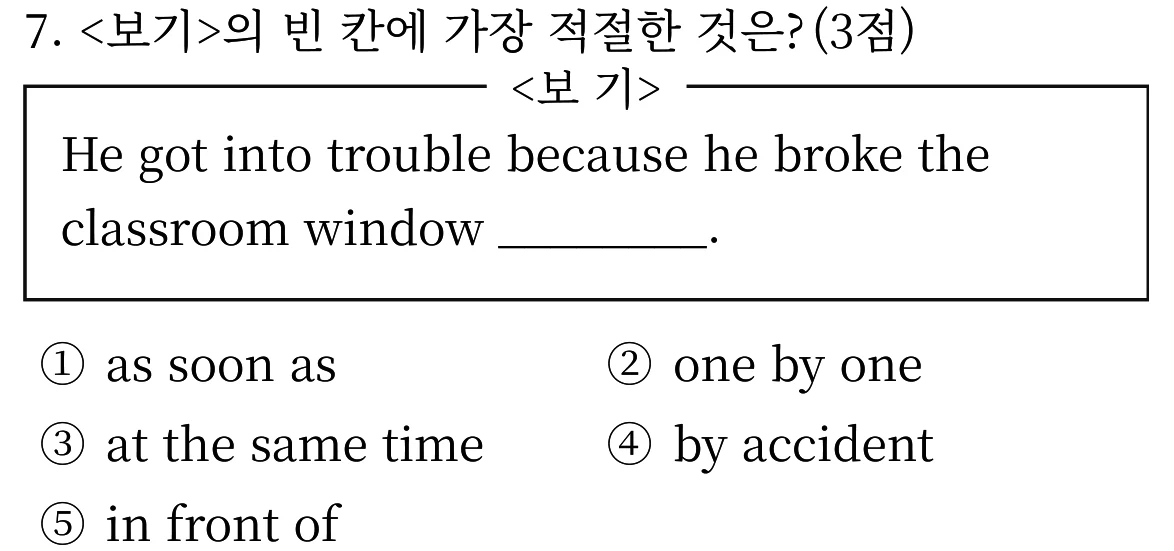 7. <보기>의 빈 칸에 가장 적절한 것은?(3점)
<보 기>
He got into trouble because he broke the
classroom window ________.
① as soon as
② one by one
③ at the same time
④ by accident
⑤ in front of